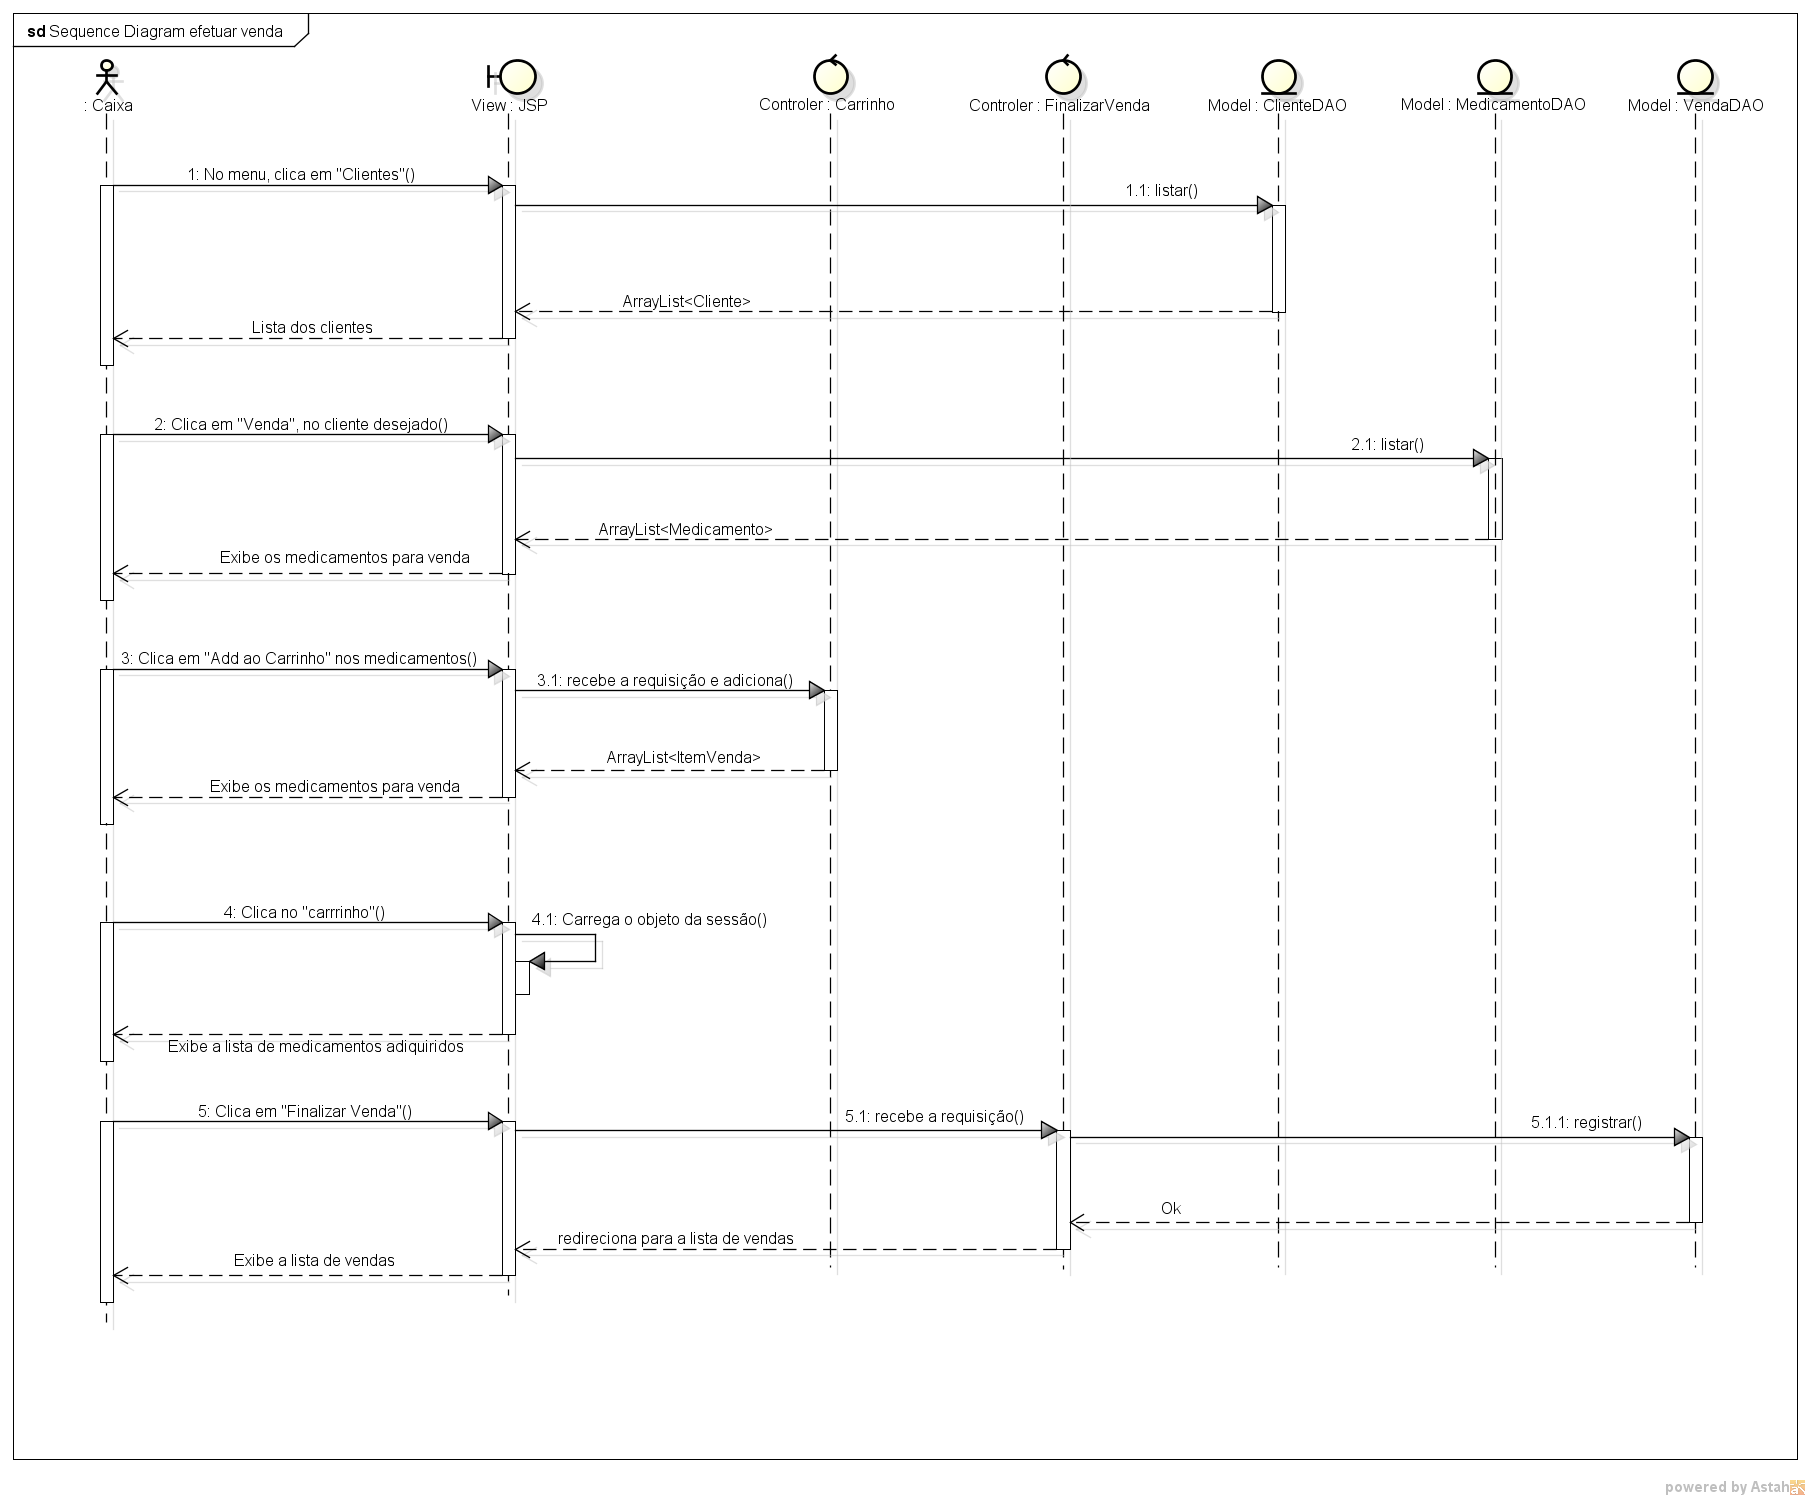 sd Sequence Diagram efetuar venda
: Caixa
View : JSP
Controler : Carrinho
Controler : FinalizarVenda
Model : ClienteDAO
Model : MedicamentoDAO
Model : VendaDAO
1: No menu, clica em "Clientes"()
1.1: listar()
ArrayList<Cliente>
Lista dos clientes
2: Clica em "Venda", no cliente desejado()
2.1: listar()
ArrayList<Medicamento>
Exibe os medicamentos para venda
3: Clica em "Add ao Carrinho" nos medicamentos()
3.1: recebe a requisição e adiciona()
ArrayList<ItemVenda>
Exibe os medicamentos para venda
4: Clica no "carrrinho"()
4.1: Carrega o objeto da sessão()
Exibe a lista de medicamentos adiquiridos
5: Clica em "Finalizar Venda"()
5.1: recebe a requisição()
5.1.1: registrar()
Ok
redireciona para a lista de vendas
Exibe a lista de vendas
powered by Astah